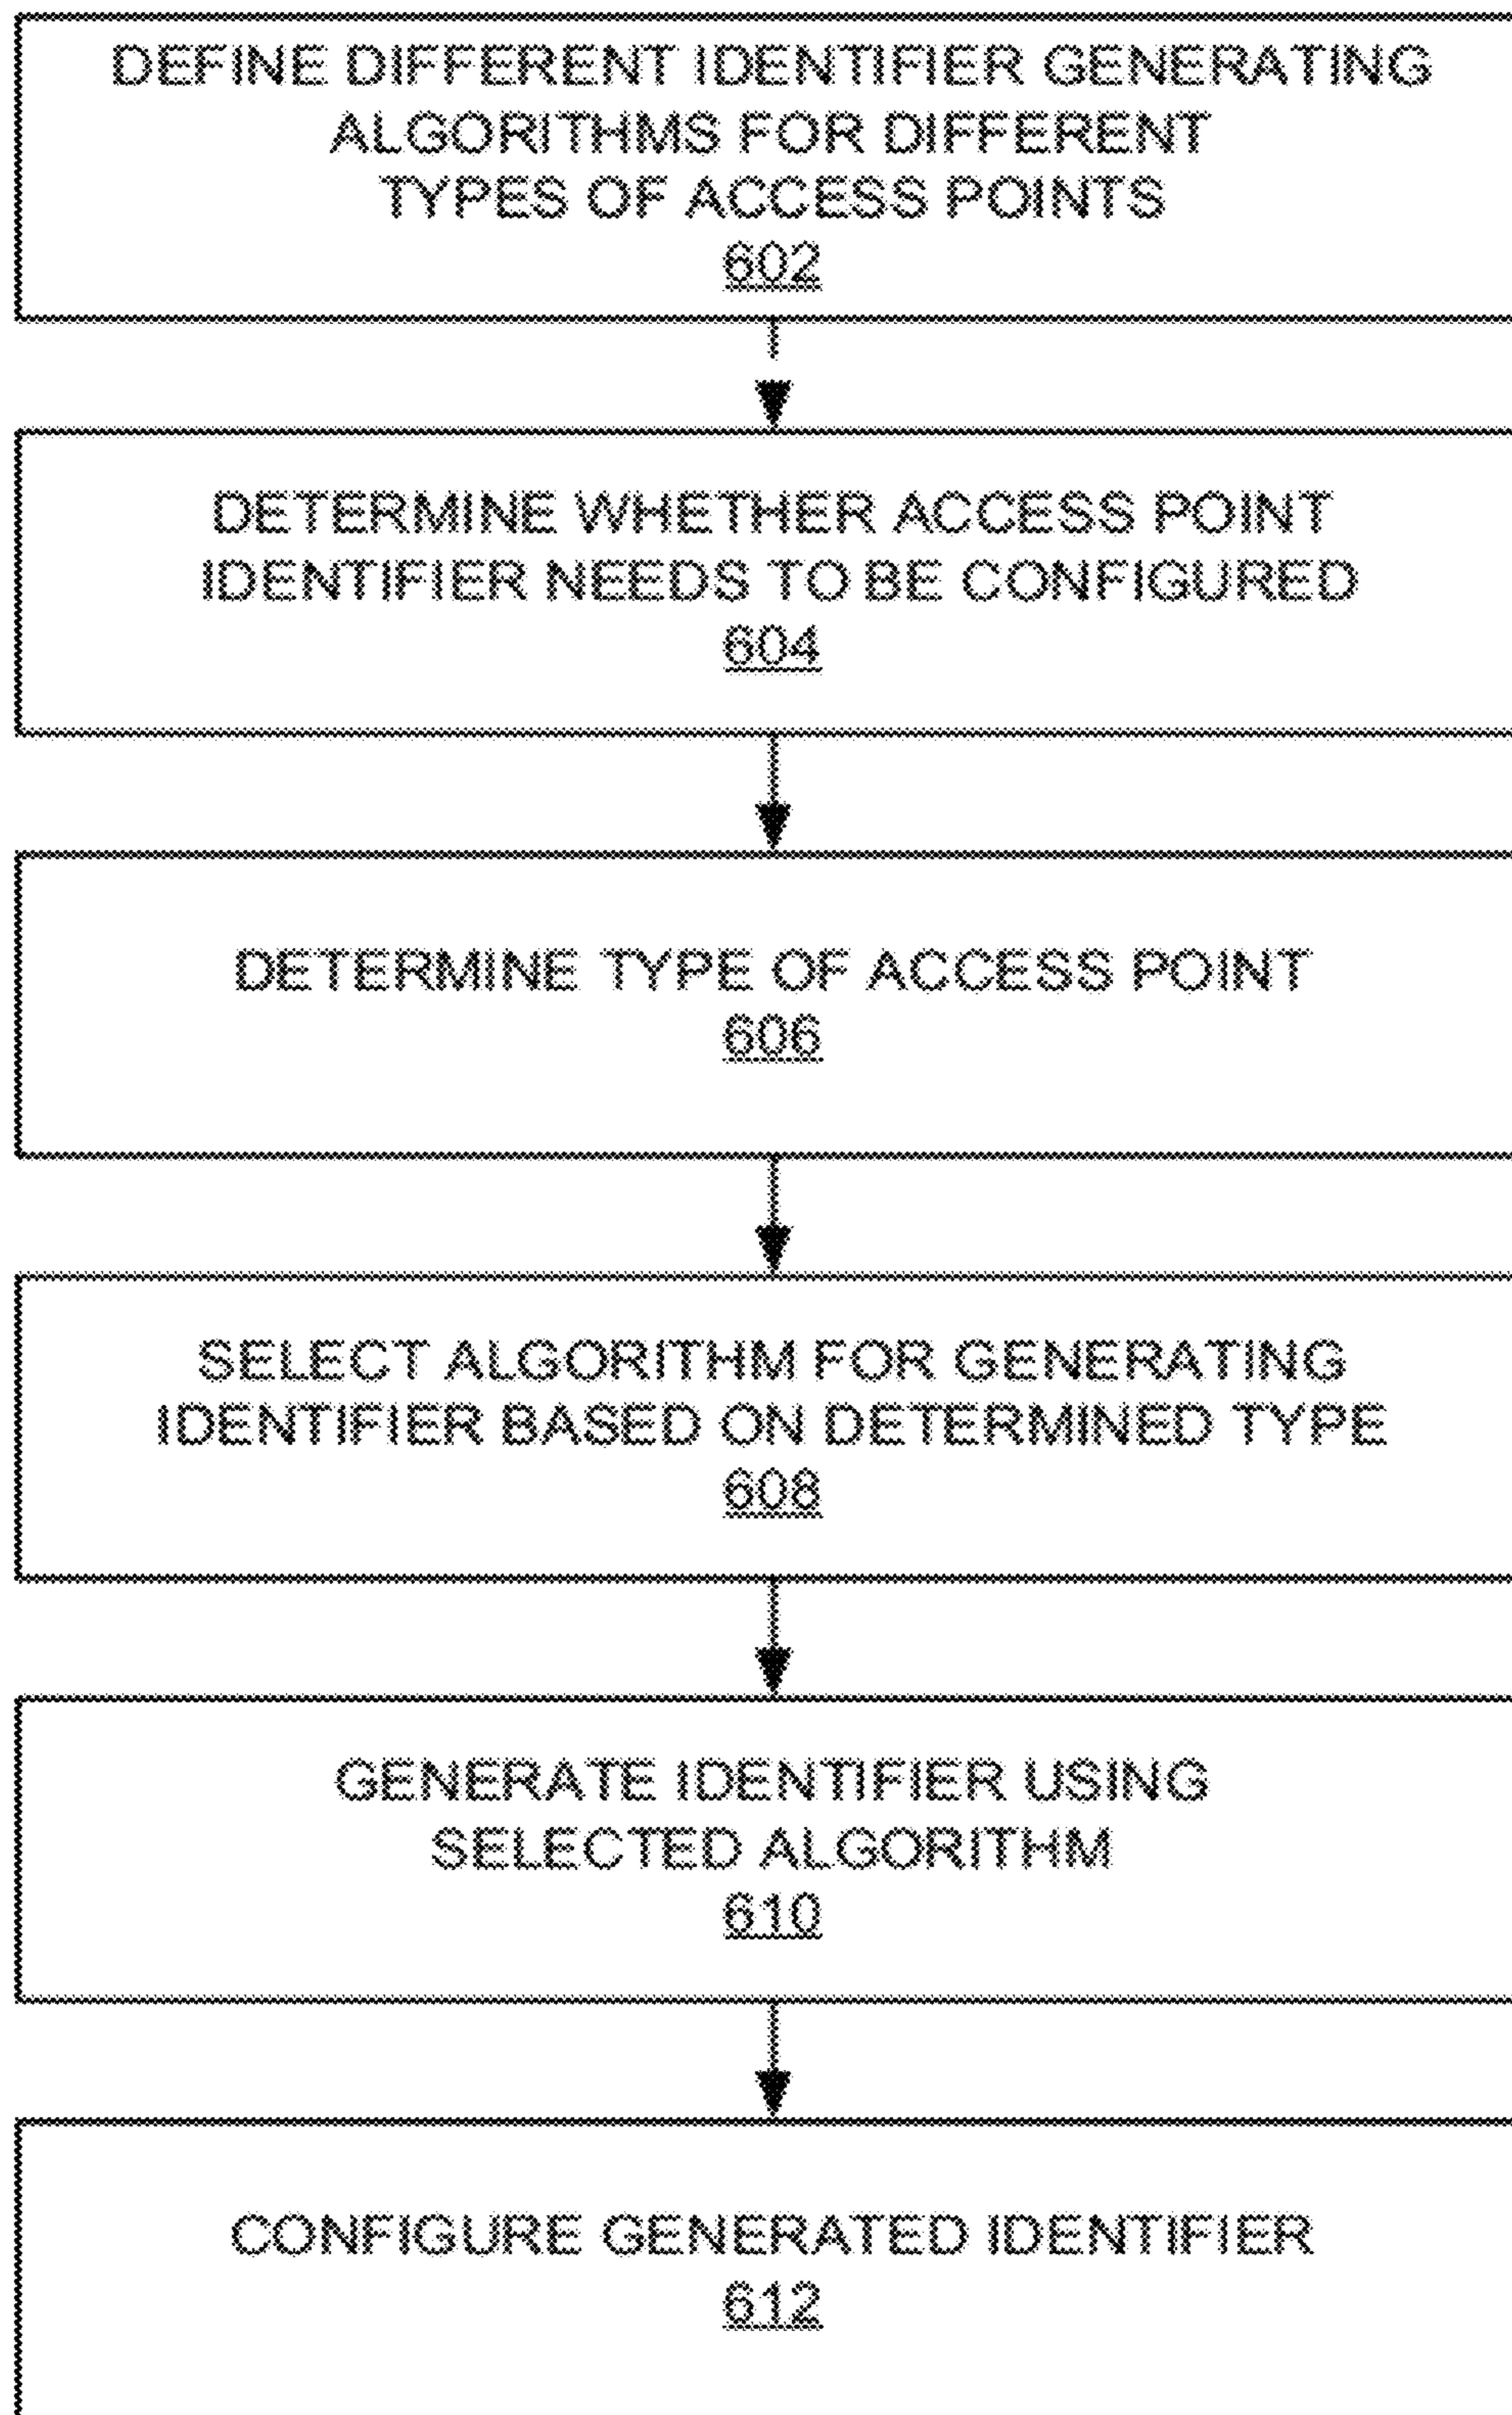 DEFINE DIFFERENT IDENTIFIER GENERATING
ALGORITHMS FOR DIFFERENT
TYPES OF ACCESS POINTS
602
DETERMINE WHETHER ACCESS POINT
IDENTIFIER NEEDS TO BE CONFIGURED
604
DETERMINE TYPE OF ACCESS POINT
606
SELECT ALGORITHM FOR GENERATING
IDENTIFIER BASED ON DETERMINED TYPE
608
GENERATE IDENTIFIER USING
SELECTED ALGORITHM
610
CONFIGURE GENERATED IDENTIFIER
612